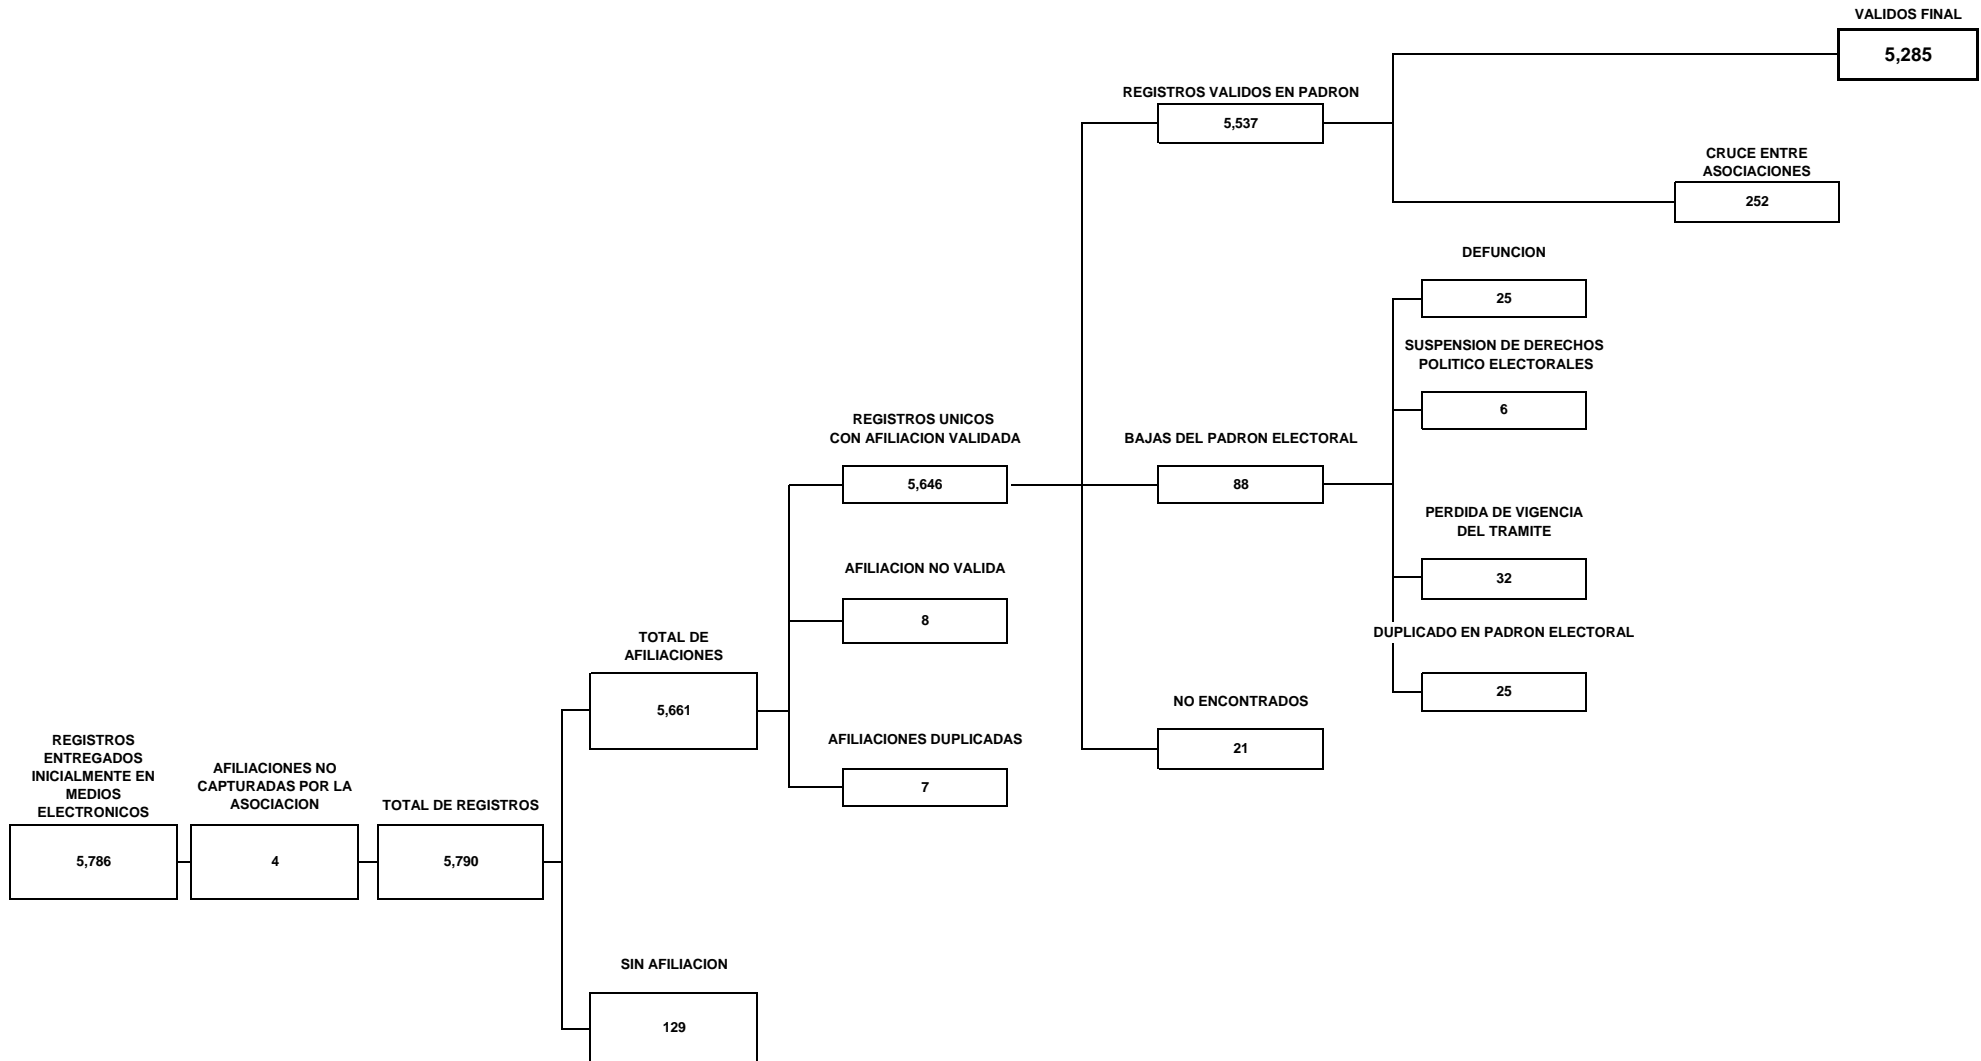 VALIDOS FINAL
5,285
REGISTROS VALIDOS EN PADRON
5,537
CRUCE ENTRE
ASOCIACIONES
252
DEFUNCION
25
SUSPENSION DE DERECHOS
POLITICO ELECTORALES
6
REGISTROS UNICOS
CON AFILIACION VALIDADA
5,646
BAJAS DEL PADRON ELECTORAL
88
PERDIDA DE VIGENCIA
DEL TRAMITE
32
AFILIACION NO VALIDA
8
DUPLICADO EN PADRON ELECTORAL
25
TOTAL DE
AFILIACIONES
5,661
NO ENCONTRADOS
21
AFILIACIONES DUPLICADAS
7
REGISTROS
ENTREGADOS
INICIALMENTE EN
MEDIOS
ELECTRONICOS
5,786
AFILIACIONES NO
CAPTURADAS POR LA
ASOCIACION
4
TOTAL DE REGISTROS
5,790
SIN AFILIACION
129